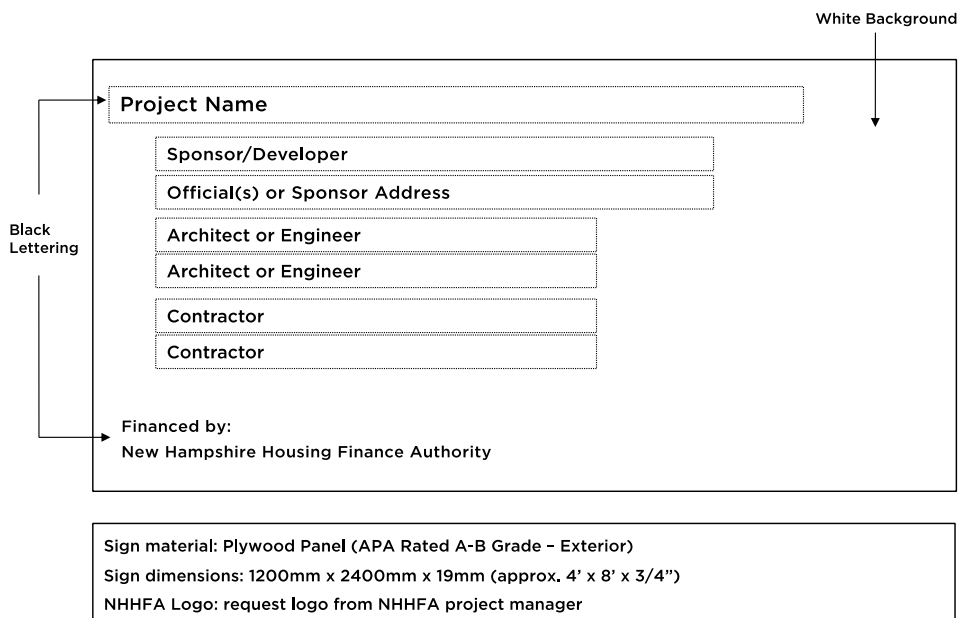 White Background
Project Name
Sponsor/Developer
Official(s) or Sponsor Address
Architect or Engineer
Architect or Engineer
Black
Lettering
Contractor
Contractor
Financed by:
New Hampshire Housing Finance Authority
Sign material: Plywood Panel (APA Rated A-B Grade – Exterior)
Sign dimensions: 1200mm x 2400mm x 19mm (approx. 4’ x 8’ x 3/4”)
NHHFA Logo: request logo from NHHFA project manager